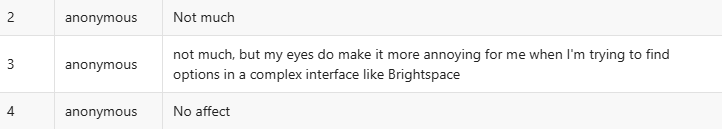 2 anonymous Not much
3 anonymous not much, but my eyes do make it more annoying for me when I'm trying to find
options in a complex interface like Brightspace
4 anonymous No affect